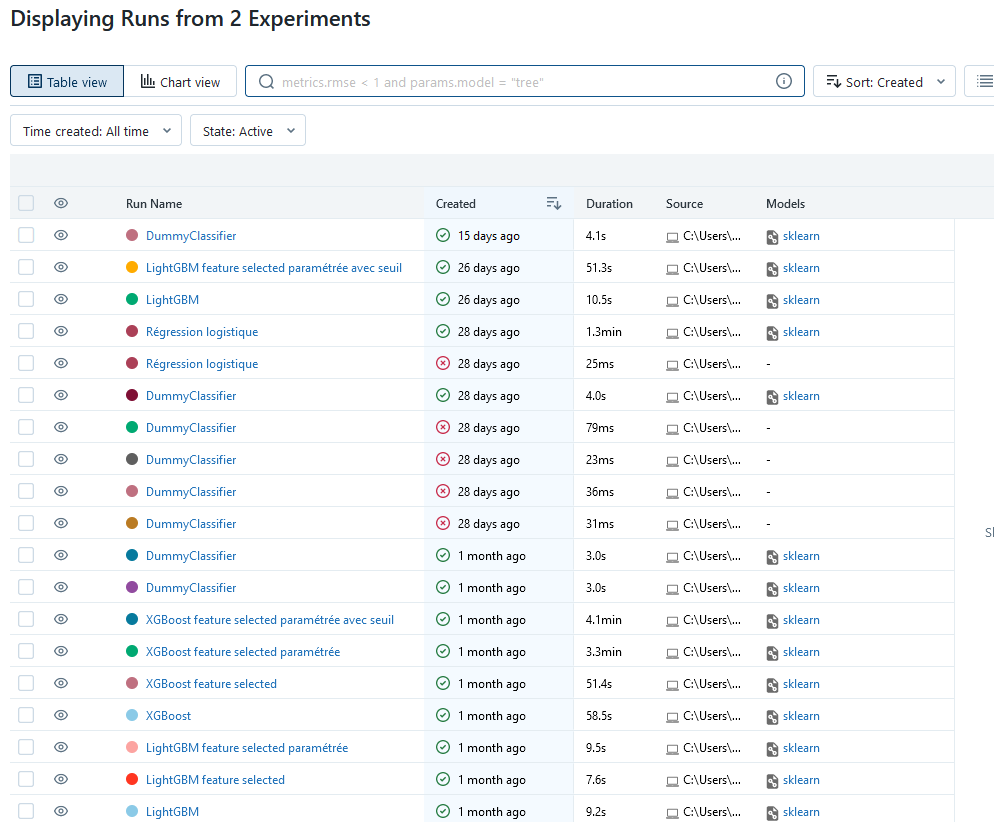 Displaying Runs from 2 Experiments
Table view Chart view metrics.rmse < 1 and params.model = "tree" Sort: Created
Time created: All time State: Active
Run Name Created Duration Source Models
DummyClassifier 15 days ago 4.1s C:\Users\... sklearn
LightGBM feature selected paramétrée avec seuil 26 days ago 51.3s C:\Users\... sklearn
LightGBM 26 days ago 10.5s C:\Users\... sklearn
Régression logistique 28 days ago 1.3min C:\Users\... sklearn
Régression logistique 28 days ago 25ms C:\Users\... -
DummyClassifier 28 days ago 4.0s C:\Users\... sklearn
DummyClassifier 28 days ago 79ms C:\Users\... -
DummyClassifier 28 days ago 23ms C:\Users\... -
DummyClassifier 28 days ago 36ms C:\Users\... -
DummyClassifier 28 days ago 31ms C:\Users\... -
DummyClassifier 1 month ago 3.0s C:\Users\... sklearn
DummyClassifier 1 month ago 3.0s C:\Users\... sklearn
XGBoost feature selected paramétrée avec seuil 1 month ago 4.1min C:\Users\... sklearn
XGBoost feature selected paramétrée 1 month ago 3.3min C:\Users\... sklearn
XGBoost feature selected 1 month ago 51.4s C:\Users\... sklearn
XGBoost 1 month ago 58.5s C:\Users\... sklearn
LightGBM feature selected paramétrée 1 month ago 9.5s C:\Users\... sklearn
LightGBM feature selected 1 month ago 7.6s C:\Users\... sklearn
LightGBM 1 month ago 9.2s C:\Users\... sklearn